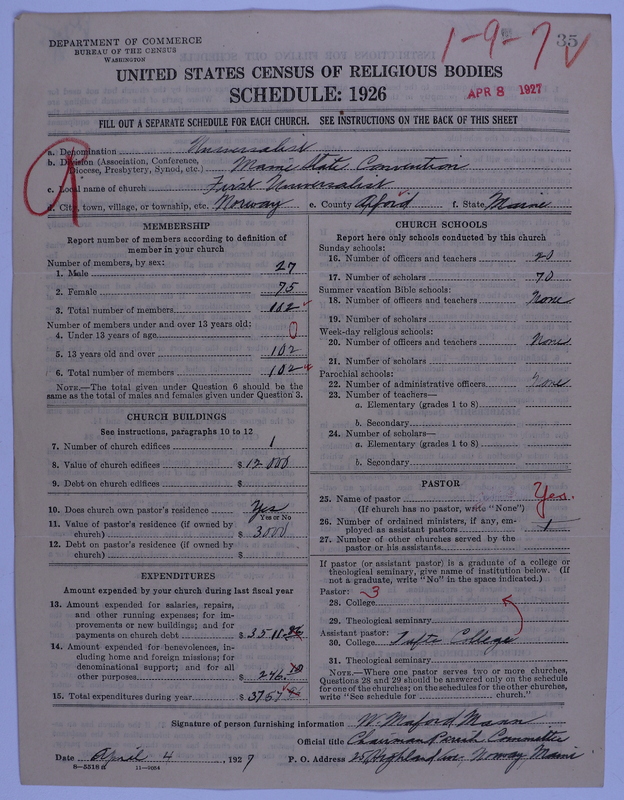 DEPARTMENT OF COMMERCE
BUREAU OF THE CENSUS
WASHINGTON
1-9-7
35
UNITED STATES CENSUS OF RELIGIOUS BODIES
SCHEDULE: 1926
APR 8 1927
FILL OUT A SEPARATE SCHEDULE FOR EACH CHURCH. SEE INSTRUCTIONS ON THE BACK OF THIS SHEET
a. Denomination Universalist
b. Division (Association, Conference, Diocese, Presbytery, Synod, etc.) Maine State Convention
c. Local name of church First Universalist
d. City, town, village, or township, etc. Norway e. County Oxford f. State Maine
MEMBERSHIP
Report number of members according to definition of
member in your church
Number of members, by sex:
1. Male 27
2. Female 75
3. Total number of members 102
Number of members under and over 13 years old:
4. Under 13 years of age 0
5. 13 years old and over 102
6. Total number of members 102
NOTE.—The total given under Question 6 should be
same as the total of males and females given under Question 3.
CHURCH BUILDINGS
See instructions, paragraphs 10 to 12
7. Number of church edifices 1
8. Value of church edifices $ 12 000
9. Debt on church edifices $
10. Does church own pastor's residence Yes
Yes or No
11. Value of pastor's residence (if owned by
church) $ 3000
12. Debt on pastor's residence (if owned by
church) $
EXPENDITURES
Amount expended by your church during last fiscal year
13. Amount expended for salaries, repairs,
and other running expenses; for im-
provements or new buildings; and for
payments on church debt $
14. Amount expended for benevolences, in-
cluding home and foreign missions; for
denominational support; and for all
other purposes $ 246.
15. Total expenditures during year $ 3767
CHURCH SCHOOLS
Report here only schools conducted by this church
Sunday schools:
16. Number of officers and teachers 20
17. Number of scholars 70
Summer vacation Bible schools:
18. Number of officers and teachers None
19. Number of scholars
Week-day religious schools:
20. Number of officers and teachers None
21. Number of scholars
Parochial schools:
22. Number of administrative officers None
23. Number of teachers—
a. Elementary (grades 1 to 8)
b. Secondary
24. Number of scholars—
a. Elementary (grades 1 to 8)
b. Secondary
PASTOR
25. Name of pastor Yes.
(If church has no pastor, write "None")
26. Number of ordained ministers, if any, em-
ployed as assistant pastors 1
27. Number of other churches served by the
pastor or his assistants
If pastor (or assistant pastor) is a graduate of a college or
theological seminary, give name of institution below. (If
not a graduate, write "No" in the space indicated.)
Pastor: 3
28. College
29. Theological seminary
Assistant pastor:
30. College Tufts College
31. Theological seminary
NOTE.—Where one pastor serves two or more churches,
Questions 28 and 29 should be answered only on the schedule
for one of the churches; on the schedules for the other churches,
write "See schedule for church."
Signature of person furnishing information W. Maford Mann
Official title Chairman Parish Committee
Date April 4, 1927 P. O. Address Highland Av. Norway Maine
8-5518 a 11-9064